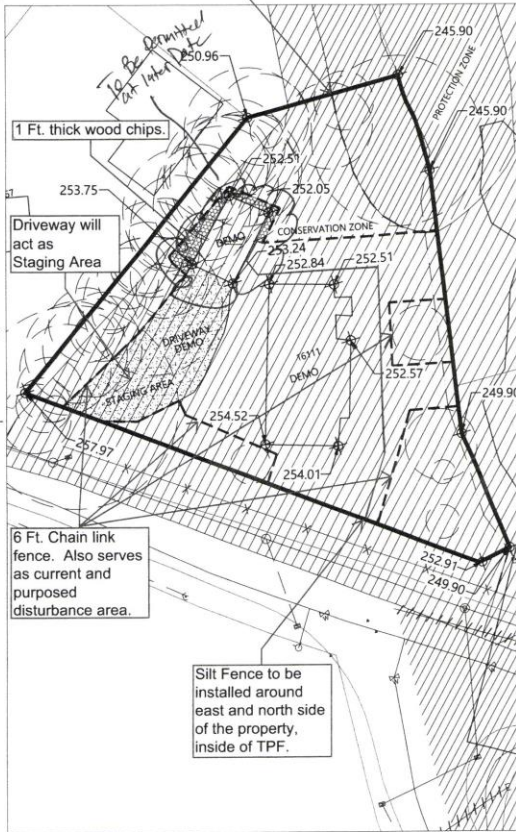 To Be Permitted
at later Date
250.96
245.90
PROTECTION ZONE
245.90
1 Ft. thick wood chips.
252.51
253.75
252.05
Driveway will
act as
Staging Area
DEMO
CONSERVATION ZONE
253.24
252.84
252.51
DRIVEWAY
DEMO
16311
DEMO
252.57
STAGING AREA
249.90
254.52
257.97
254.01
6 Ft. Chain link
fence. Also serves
as current and
purposed
disturbance area.
252.91
249.90
Silt Fence to be
installed around
east and north side
of the property,
inside of TPF.